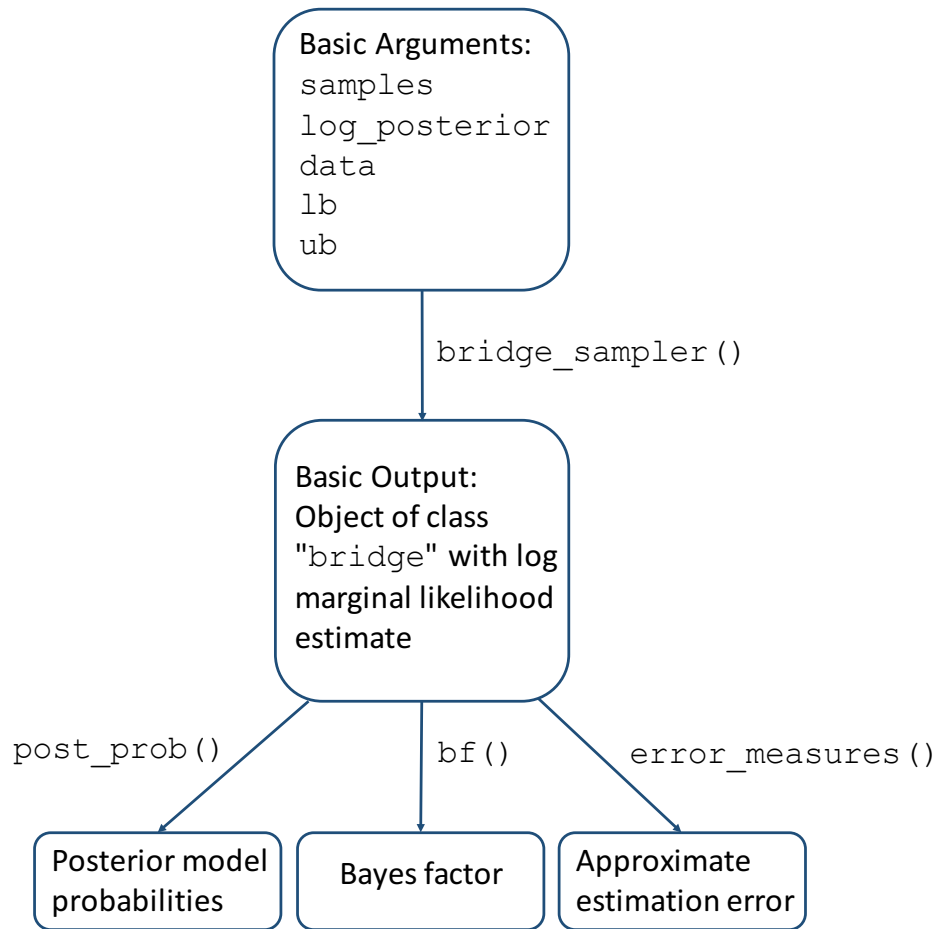 Basic Arguments:
samples
log_posterior
data
lb
ub
bridge_sampler()
Basic Output:
Object of class
"bridge" with log
marginal likelihood
estimate
post_prob()
bf()
error_measures()
Posterior model
probabilities
Bayes factor
Approximate
estimation error